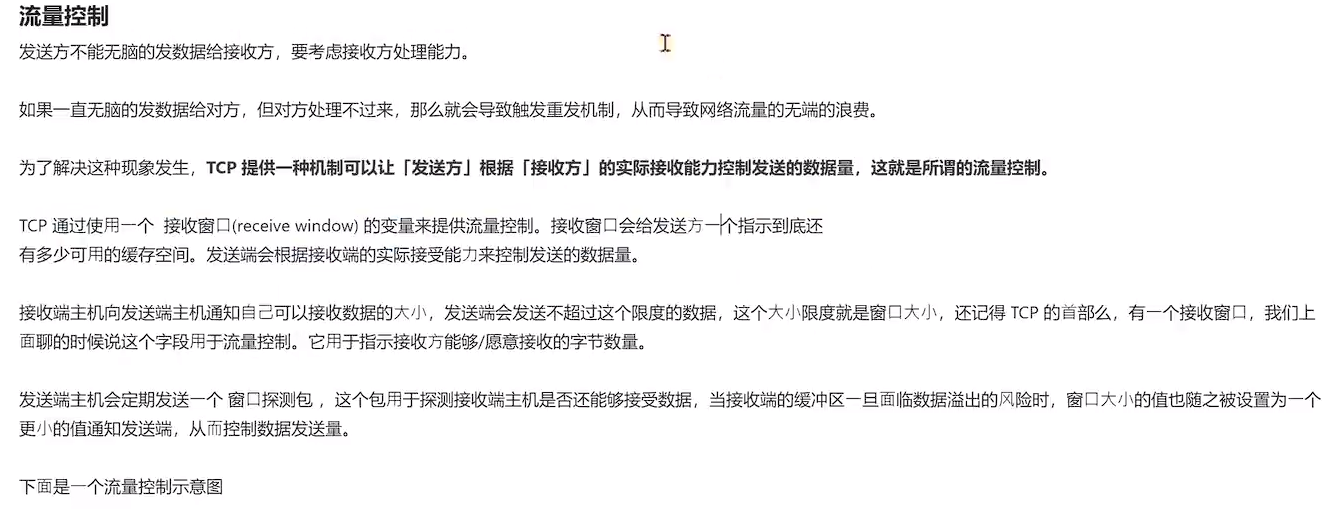 流量控制
发送方不能无脑的发数据给接收方，要考虑接收方处理能力。
如果一直无脑的发数据给对方，但对方处理不过来，那么就会导致触发重发机制，从而导致网络流量的无端的浪费。
为了解决这种现象发生，TCP 提供一种机制可以让「发送方」根据「接收方」的实际接收能力控制发送的数据量，这就是所谓的流量控制。
TCP 通过使用一个 接收窗口(receive window) 的变量来提供流量控制。接收窗口会给发送方一个指示到底还
有多少可用的缓存空间。发送端会根据接收端的实际接受能力来控制发送的数据量。
接收端主机向发送端主机通知自己可以接收数据的大小，发送端会发送不超过这个限度的数据，这个大小限度就是窗口大小，还记得 TCP 的首部么，有一个接收窗口，我们上
面聊的时候说这个字段用于流量控制。它用于指示接收方能够/愿意接收的字节数量。
发送端主机会定期发送一个 窗口探测包 ，这个包用于探测接收端主机是否还能够接受数据，当接收端的缓冲区一旦面临数据溢出的风险时，窗口大小的值也随之被设置为一个
更小的值通知发送端，从而控制数据发送量。
下面是一个流量控制示意图